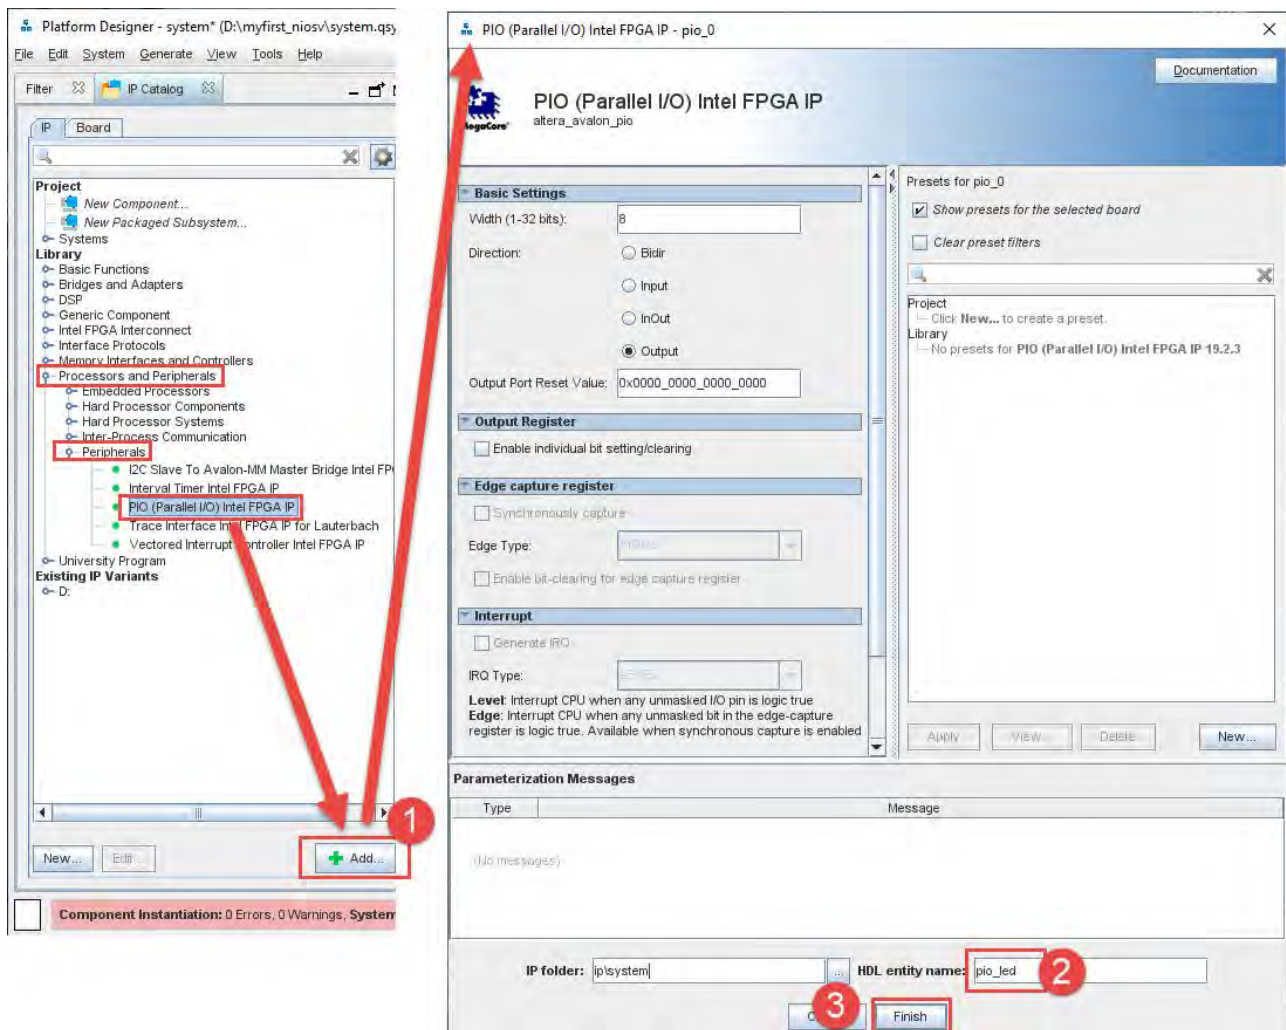 Platform Designer - system* (D:\myfirst_niosv\system.qsy
File Edit System Generate View Tools Help
Filter IP Catalog
IP Board
Project
New Component...
New Packaged Subsystem...
Systems
Library
Basic Functions
Bridges and Adapters
DSP
Generic Component
Intel FPGA Interconnect
Interface Protocols
Memory Interfaces and Controllers
Processors and Peripherals
Embedded Processors
Hard Processor Components
Hard Processor Systems
Inter-Process Communication
Peripherals
I2C Slave To Avalon-MM Master Bridge Intel FP
Interval Timer Intel FPGA IP
PIO (Parallel I/O) Intel FPGA IP
Trace Interface Intel FPGA IP for Lauterbach
Vectored Interrupt Controller Intel FPGA IP
University Program
Existing IP Variants
D:
1
New... Edit... Add...
Component Instantiation: 0 Errors, 0 Warnings, System
PIO (Parallel I/O) Intel FPGA IP - pio_0
Documentation
PIO (Parallel I/O) Intel FPGA IP
altera_avalon_pio
MegaCore'
Basic Settings
Width (1-32 bits): 8
Direction: Bidir
Input
InOut
Output
Output Port Reset Value: 0x0000_0000_0000_0000
Output Register
Enable individual bit setting/clearing
Edge capture register
Synchronously capture
Edge Type:
Enable bit-clearing for edge capture register
Interrupt
Generate IRQ
IRQ Type:
Level: Interrupt CPU when any unmasked I/O pin is logic true
Edge: Interrupt CPU when any unmasked bit in the edge-capture
register is logic true. Available when synchronous capture is enabled
Presets for pio_0
Show presets for the selected board
Clear preset filters
Project
Click New... to create a preset.
Library
No presets for PIO (Parallel I/O) Intel FPGA IP 19.2.3
Apply View... Delete New...
Parameterization Messages
Type Message
(No messages)
IP folder: ip\system ... HDL entity name: pio_led 2
3 Finish